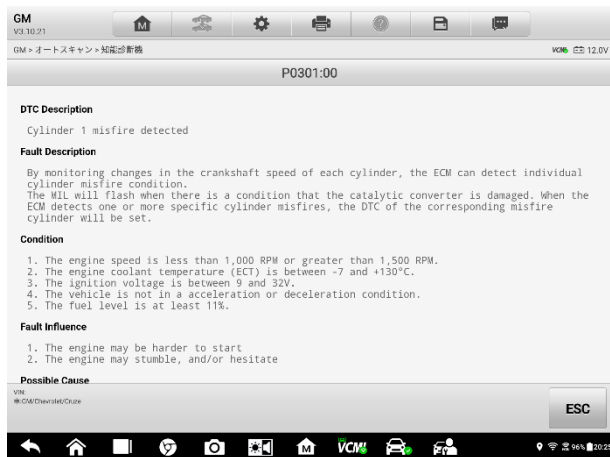 GM
V3.10.21
GM > オートスキャン > 知能診断機
VCMI 12.0V
P0301:00
DTC Description
Cylinder 1 misfire detected
Fault Description
By monitoring changes in the crankshaft speed of each cylinder, the ECM can detect individual
cylinder misfire condition.
The MIL will flash when there is a condition that the catalytic converter is damaged. When the
ECM detects one or more specific cylinder misfires, the DTC of the corresponding misfire
cylinder will be set.
Condition
1. The engine speed is less than 1,000 RPM or greater than 1,500 RPM.
2. The engine coolant temperature (ECT) is between -7 and +130°C.
3. The ignition voltage is between 9 and 32V.
4. The vehicle is not in a acceleration or deceleration condition.
5. The fuel level is at least 11%.
Fault Influence
1. The engine may be harder to start
2. The engine may stumble, and/or hesitate
Possible Cause
VIN:
車:GM/Chevrolet/Cruze
ESC
VCMI
96% 20:25